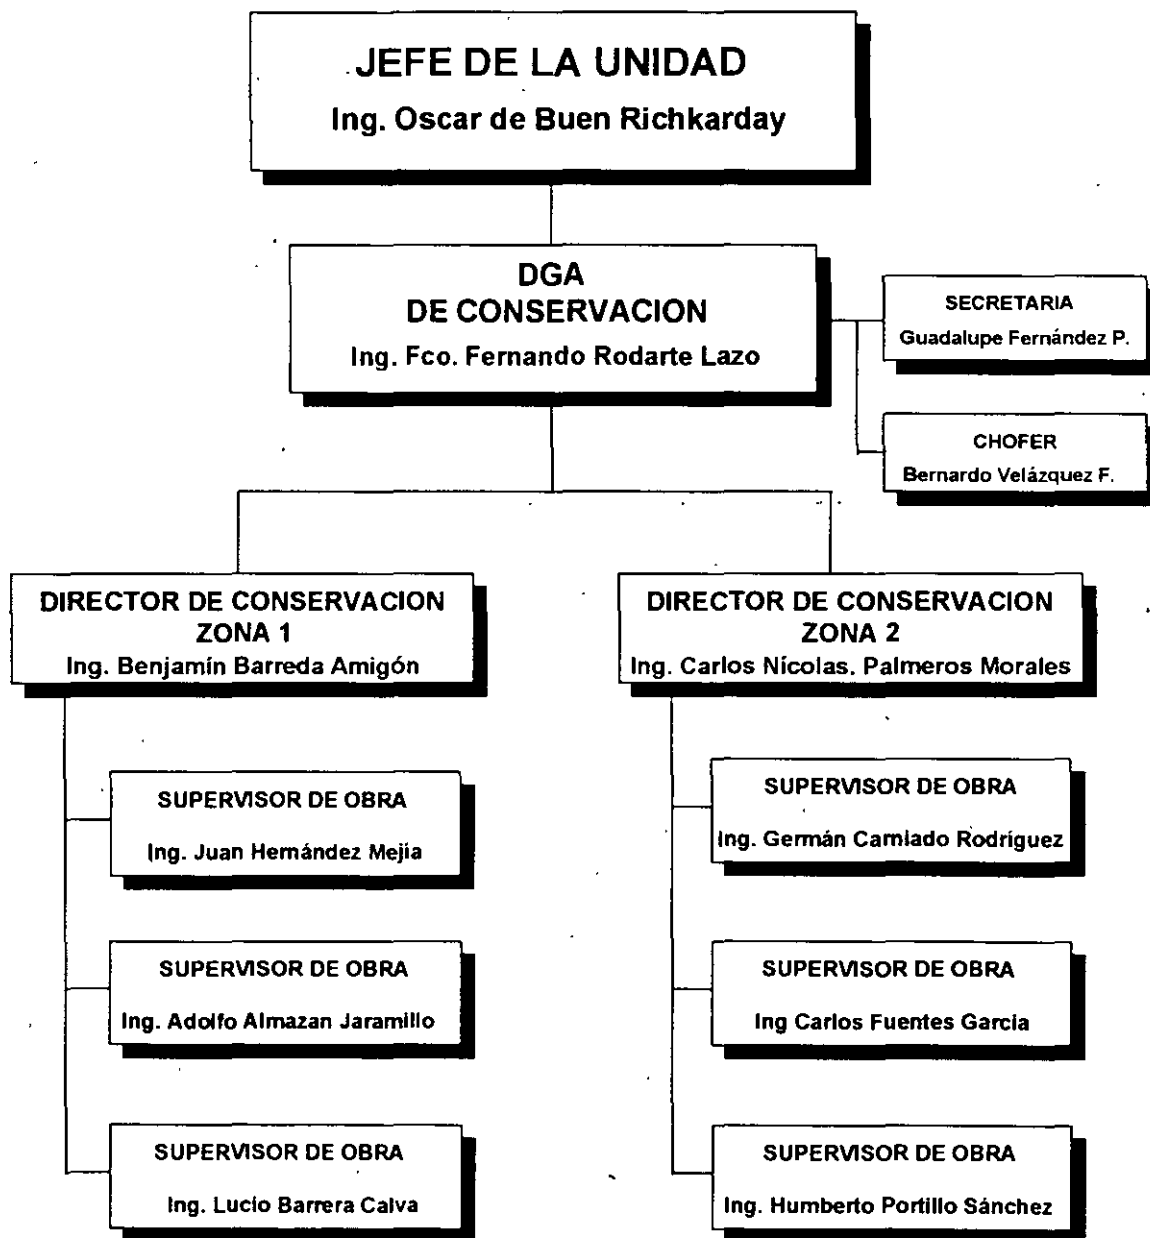 JEFE DE LA UNIDAD
Ing. Oscar de Buen Richkarday
DGA
DE CONSERVACION
Ing. Fco. Fernando Rodarte Lazo
SECRETARIA
Guadalupe Fernández P.
CHOFER
Bernardo Velázquez F.
DIRECTOR DE CONSERVACION
ZONA 1
Ing. Benjamín Barreda Amigón
DIRECTOR DE CONSERVACION
ZONA 2
Ing. Carlos Nícolas. Palmeros Morales
SUPERVISOR DE OBRA
Ing. Juan Hernández Mejía
SUPERVISOR DE OBRA
Ing. Adolfo Almazan Jaramillo
SUPERVISOR DE OBRA
Ing. Lucio Barrera Calva
SUPERVISOR DE OBRA
Ing. Germán Camiado Rodríguez
SUPERVISOR DE OBRA
Ing Carlos Fuentes García
SUPERVISOR DE OBRA
Ing. Humberto Portillo Sánchez